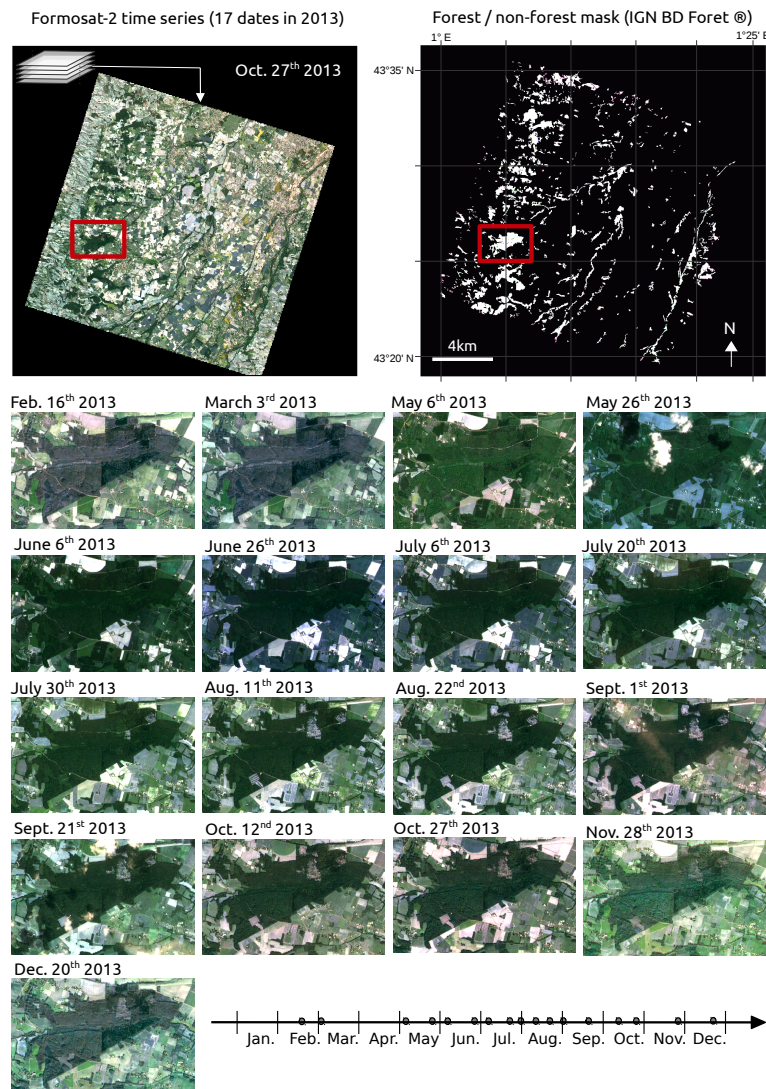 Formosat-2 time series (17 dates in 2013)
Forest / non-forest mask (IGN BD Foret ®)
1° E
1°25' E
Oct. 27th 2013
43°35' N
4km
N
43°20' N
Feb. 16th 2013
March 3rd 2013
May 6th 2013
May 26th 2013
June 6th 2013
June 26th 2013
July 6th 2013
July 20th 2013
July 30th 2013
Aug. 11th 2013
Aug. 22nd 2013
Sept. 1st 2013
Sept. 21st 2013
Oct. 12nd 2013
Oct. 27th 2013
Nov. 28th 2013
Dec. 20th 2013
Jan. Feb. Mar. Apr. May Jun. Jul. Aug. Sep. Oct. Nov. Dec.